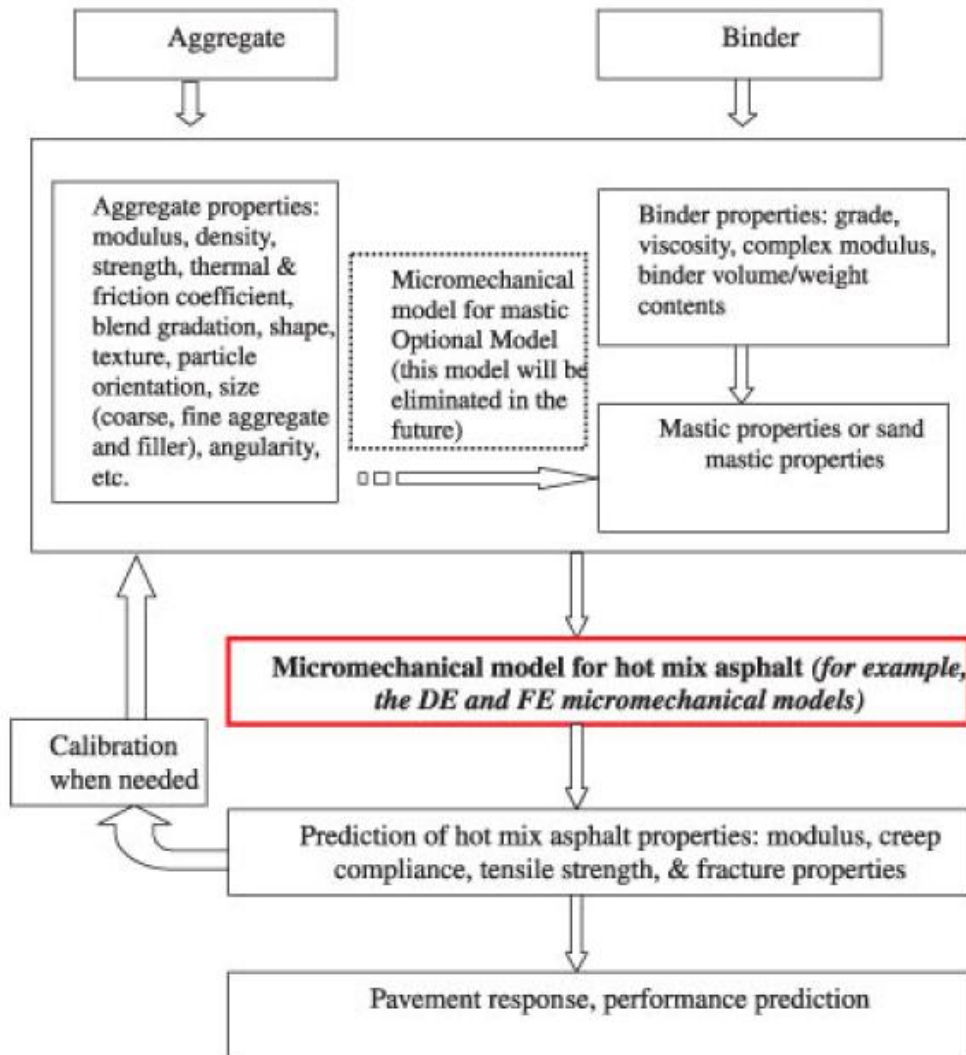 Aggregate
Binder
Aggregate properties:
modulus, density,
strength, thermal &
friction coefficient,
blend gradation, shape,
texture, particle
orientation, size
(coarse, fine aggregate
and filler), angularity,
etc.
Micromechanical
model for mastic
Optional Model
(this model will be
eliminated in the
future)
Binder properties: grade,
viscosity, complex modulus,
binder volume/weight
contents
Mastic properties or sand
mastic properties
Micromechanical model for hot mix asphalt (for example,
the DE and FE micromechanical models)
Calibration
when needed
Prediction of hot mix asphalt properties: modulus, creep
compliance, tensile strength, & fracture properties
Pavement response, performance prediction